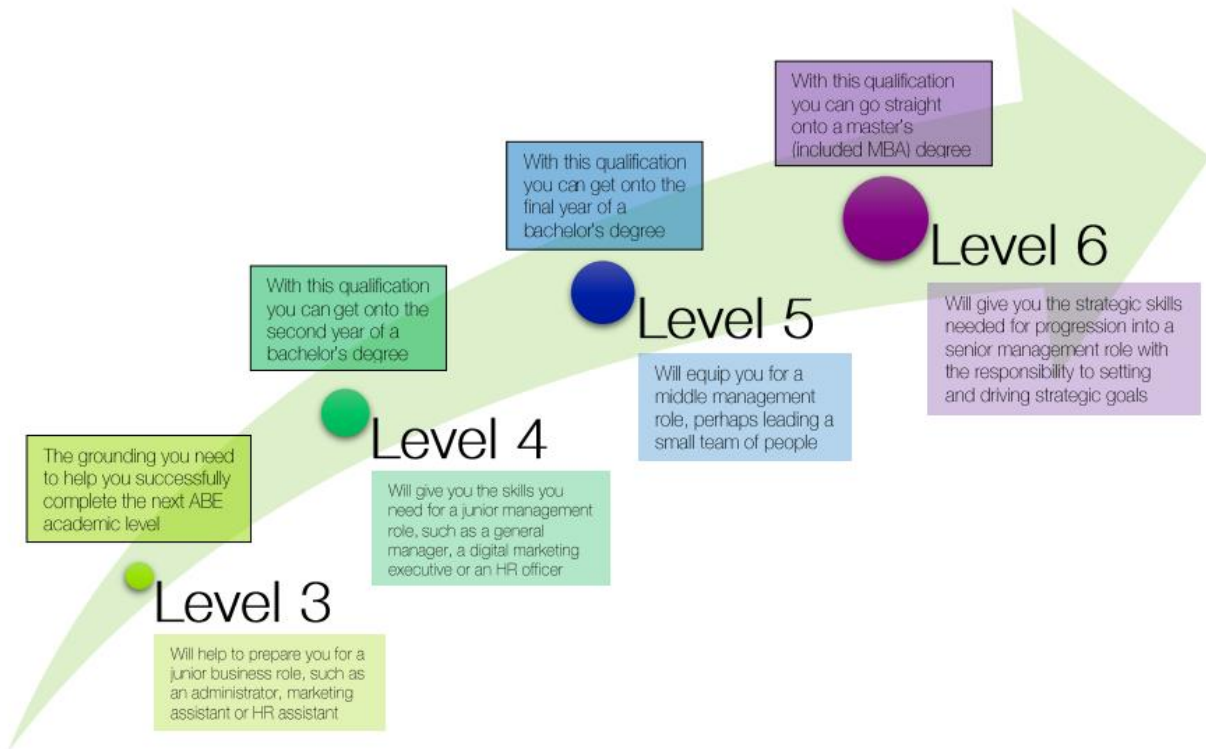 The grounding you need
to help you successfully
complete the next ABE
academic level
Level 3
Will help to prepare you for a
junior business role, such as
an administrator, marketing
assistant or HR assistant
With this qualification
you can get onto the
second year of a
bachelor's degree
Level 4
Will give you the skills you
need for a junior management
role, such as a general
manager, a digital marketing
executive or an HR officer
With this qualification
you can get onto the
final year of a
bachelor's degree
Level 5
Will equip you for a
middle management
role, perhaps leading a
small team of people
With this qualification
you can go straight
onto a master's
(included MBA) degree
Level 6
Will give you the strategic skills
needed for progression into a
senior management role with
the responsibility to setting
and driving strategic goals